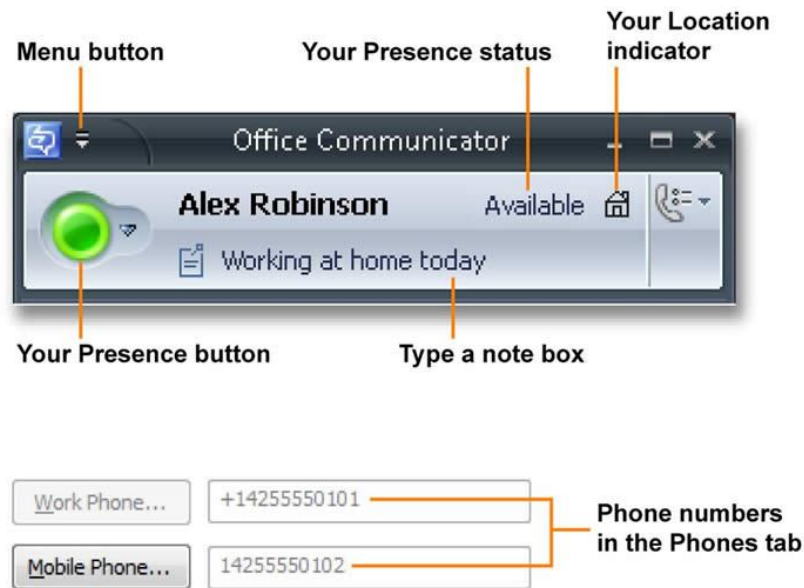 Your Location
indicator
Menu button
Your Presence status
Office Communicator
Alex Robinson
Available
Working at home today
Your Presence button
Type a note box
Work Phone...
+14255550101
Phone numbers
in the Phones tab
Mobile Phone...
14255550102